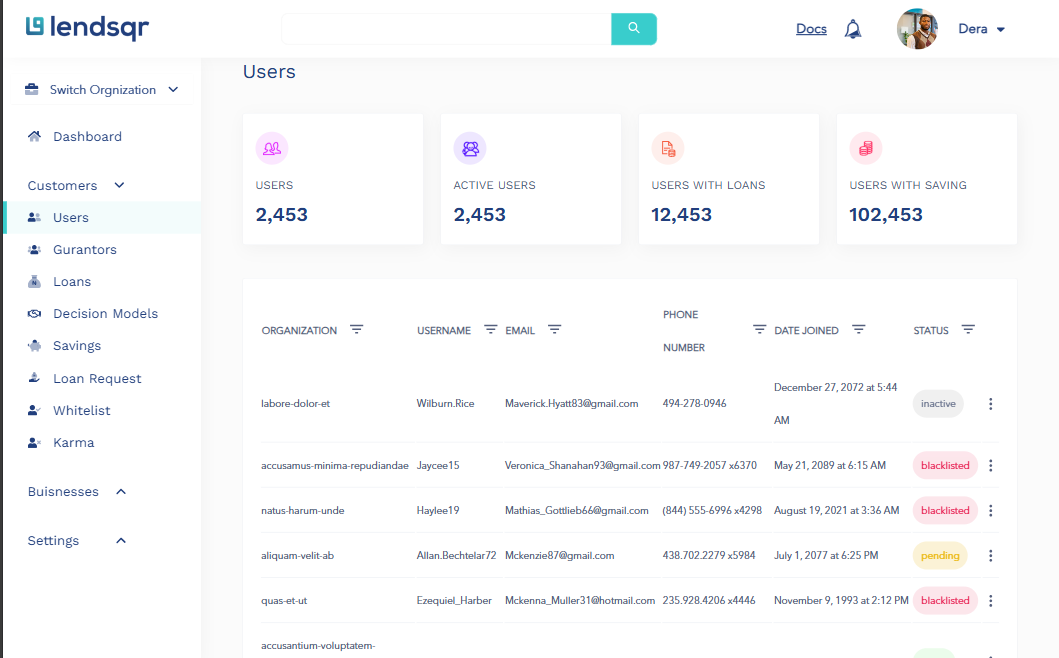 lendsqr
Docs
Dera
Switch Orgnization
Dashboard
Customers
Users
Gurantors
Loans
Decision Models
Savings
Loan Request
Whitelist
Karma
Buisnesses
Settings
Users
USERS
2,453
ACTIVE USERS
2,453
USERS WITH LOANS
12,453
USERS WITH SAVING
102,453
ORGANIZATION USERNAME EMAIL PHONE NUMBER DATE JOINED STATUS
labore-dolor-et Wilburn.Rice Maverick.Hyatt83@gmail.com 494-278-0946 December 27, 2072 at 5:44 AM inactive
accusamus-minima-repudiandae Jaycee15 Veronica_Shanahan93@gmail.com 987-749-2057 x6370 May 21, 2089 at 6:15 AM blacklisted
natus-harum-unde Haylee19 Mathias_Gottlieb66@gmail.com (844) 555-6996 x4298 August 19, 2021 at 3:36 AM blacklisted
aliquam-velit-ab Allan.Bechtelar72 Mckenzie87@gmail.com 438.702.2279 x5984 July 1, 2077 at 6:25 PM pending
quas-et-ut Ezequiel_Harber Mckenna_Muller31@hotmail.com 235.928.4206 x4446 November 9, 1993 at 2:12 PM blacklisted
accusantium-voluptatem-